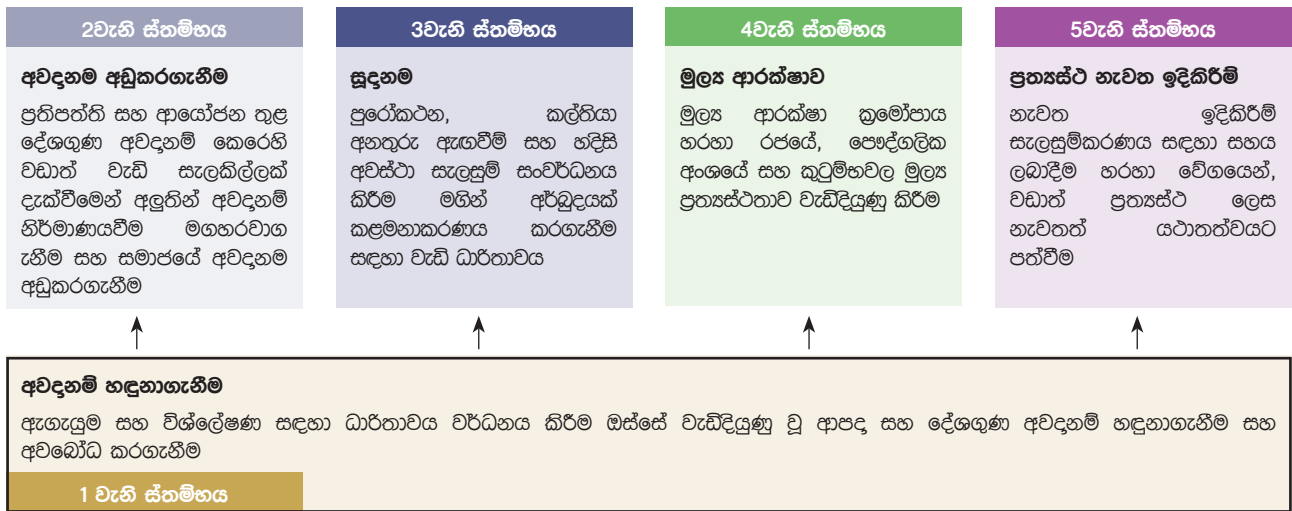 2වැනි ස්තම්භය
අවදානම අඩුකරගැනීම
ප්‍රතිපත්ති සහ ආයෝජන තුළ
දේශගුණ අවදානම් කෙරෙහි
වඩාත් වැඩි සැලකිල්ලක්
දැක්වීමෙන් අලුතින් අවදානම්
නිර්මාණයවීම මගහරවාග
ැනීම සහ සමාජයේ අවදානම
අඩුකරගැනීම
3වැනි ස්තම්භය
සූදානම
පුරෝකථන, කල්තියා
අනතුරු ඇඟවීම් සහ හදිසි
අවස්ථා සැලසුම් සංවර්ධනය
කිරීම මගින් අර්බුදයක්
කළමනාකරණය කරගැනීම
සඳහා වැඩි ධාරිතාවය
4වැනි ස්තම්භය
මූල්‍ය ආරක්ෂාව
මූල්‍ය ආරක්ෂා ක්‍රමෝපාය
හරහා රජයේ, පෞද්ගලික
අංශයේ සහ කුටුම්භවල මූල්‍ය
ප්‍රත්‍යස්ථතාව වැඩිදියුණු කිරීම
5වැනි ස්තම්භය
ප්‍රත්‍යස්ථ නැවත ඉදිකිරීම්
නැවත ඉදිකිරීම්
සැලසුම්කරණය සඳහා සහය
ලබාදීම හරහා වේගයෙන්,
වඩාත් ප්‍රත්‍යස්ථ ලෙස
නැවතත් යථාතත්වයට
පත්වීම
අවදානම් හඳුනාගැනීම
ඇගැයුම සහ විශ්ලේෂණ සඳහා ධාරිතාවය වර්ධනය කිරීම ඔස්සේ වැඩිදියුණු වූ ආපදා සහ දේශගුණ අවදානම් හඳුනාගැනීම සහ
අවබෝධ කරගැනීම
1 වැනි ස්තම්භය